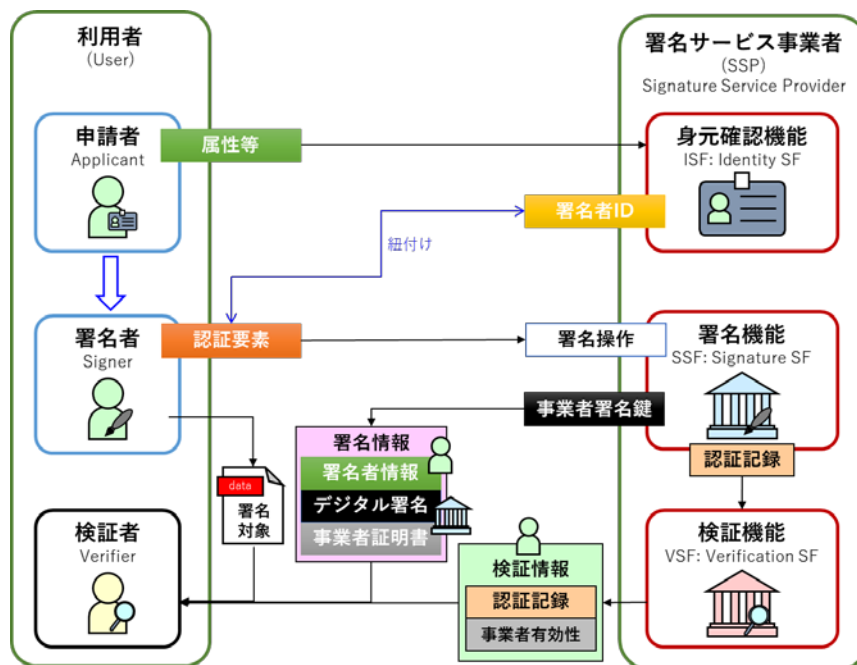 利用者
(User)
署名サービス事業者
(SSP)
Signature Service Provider
申請者
Applicant
属性等
身元確認機能
ISF: Identity SF
署名者ID
紐付け
署名者
Signer
認証要素
署名操作
署名機能
SSF: Signature SF
事業者署名鍵
認証記録
署名情報
署名者情報
デジタル署名
事業者証明書
data
署名
対象
検証者
Verifier
検証情報
認証記録
事業者有効性
検証機能
VSF: Verification SF